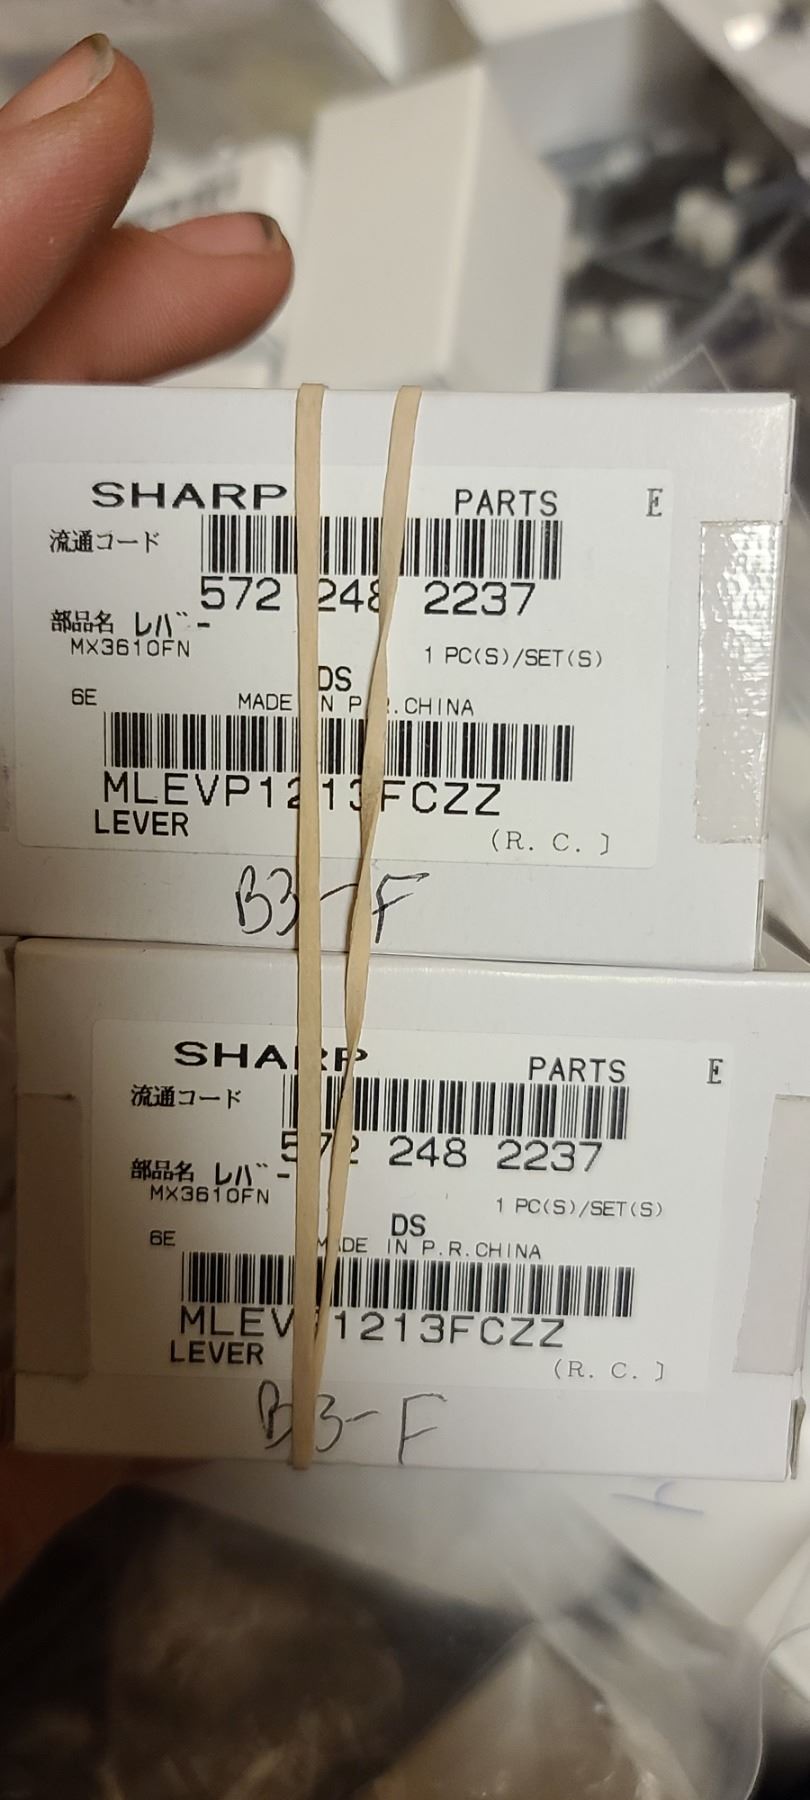 SHARP PARTS E
流通コード
572 248 2237
部品名 レバー
MX3610FN 1 PC(S)/SET(S)
DS
6E MADE IN P.R.CHINA
MLEVP1213FCZZ
LEVER
(R. C. )
B3-F
SHARP PARTS E
流通コード
572 248 2237
部品名 レバー
MX3610FN 1 PC(S)/SET(S)
DS
6E MADE IN P.R.CHINA
MLEVP1213FCZZ
LEVER
(R. C. )
B3-F